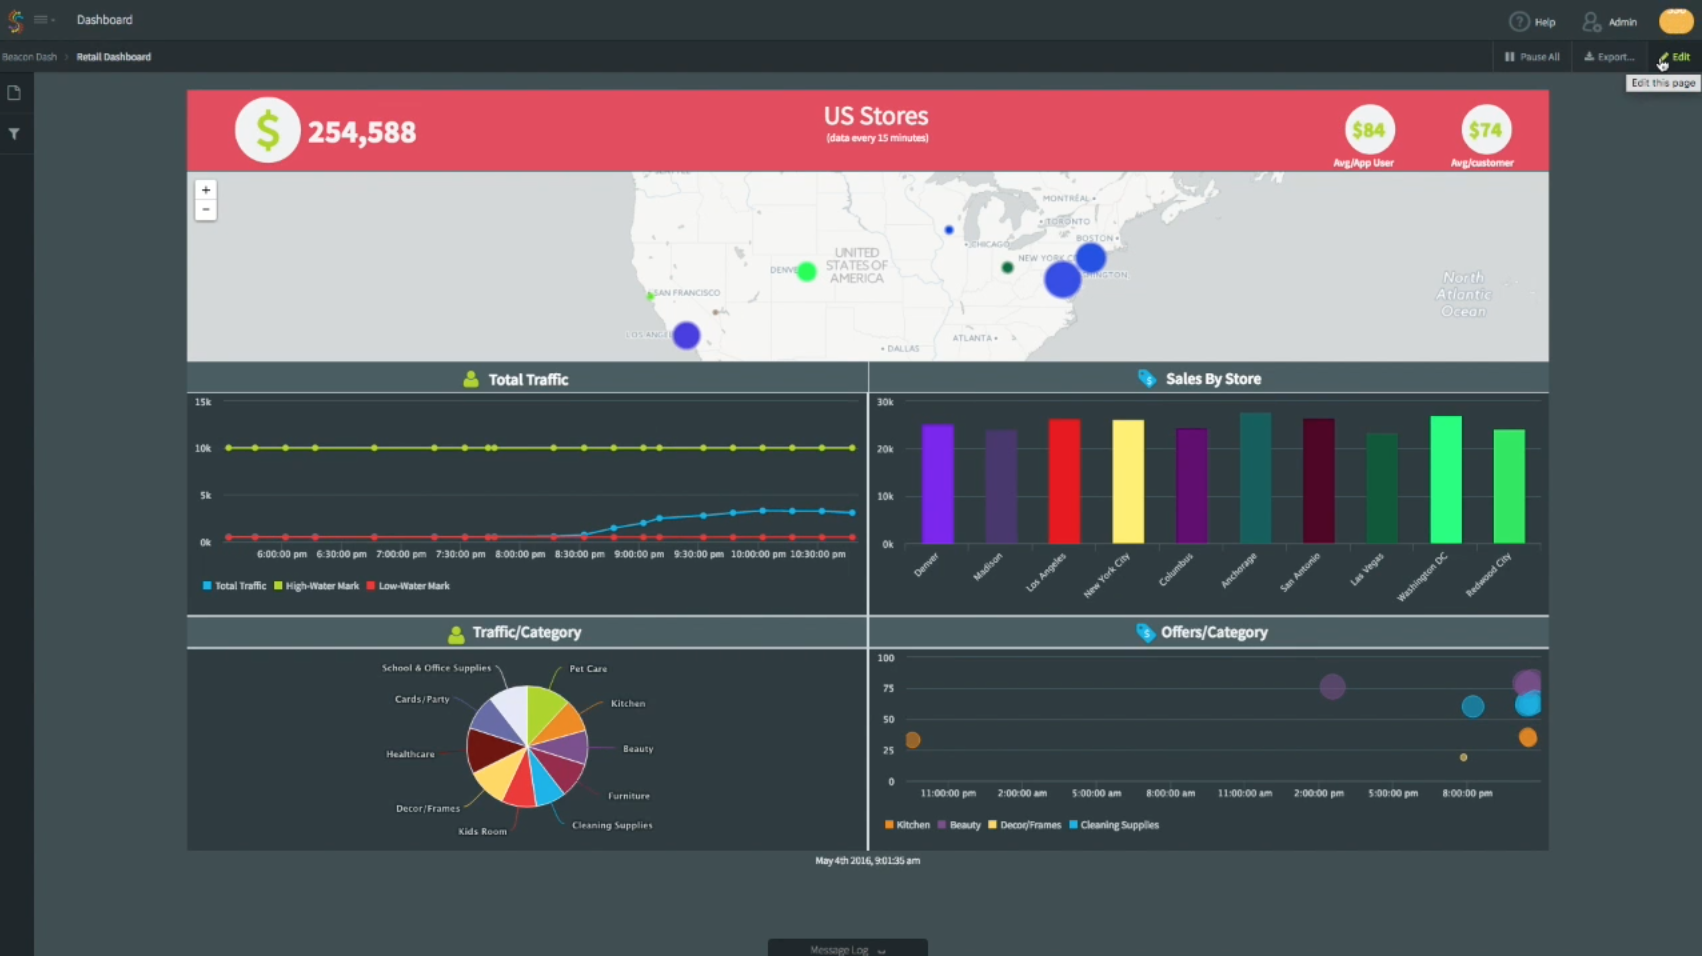 Dashboard
Help
Admin
Beacon Dash
Retail Dashboard
Pause All
Export...
Edit
Edit this page
$
254,588
US Stores
(data every 15 minutes)
$84
Avg/App User
$74
Avg/customer
+
−
MONTRÉAL
TORONTO
BOSTON
CHICAGO
NEW YORK C
UNITED
STATES OF
AMERICA
DENVE
SAN FRANCISCO
LOS ANGEL
ATLANTA
DALLAS
North
Atlantic
Ocean
Total Traffic
15k
10k
5k
0k
6:00:00 pm 6:30:00 pm 7:00:00 pm 7:30:00 pm 8:00:00 pm 8:30:00 pm 9:00:00 pm 9:30:00 pm 10:00:00 pm 10:30:00 pm
Total Traffic High-Water Mark Low-Water Mark
Sales By Store
30k
20k
10k
0k
Denver
Madison
Los Angeles
New York City
Columbus
Anchorage
San Antonio
Las Vegas
Washington DC
Redwood City
Traffic/Category
School & Office Supplies
Pet Care
Cards/Party
Kitchen
Healthcare
Beauty
Decor/Frames
Furniture
Kids Room
Cleaning Supplies
Offers/Category
100
75
50
25
0
11:00:00 pm 2:00:00 am 5:00:00 am 8:00:00 am 11:00:00 am 2:00:00 pm 5:00:00 pm 8:00:00 pm
Kitchen Beauty Decor/Frames Cleaning Supplies
May 4th 2016, 9:01:35 am
Message Log